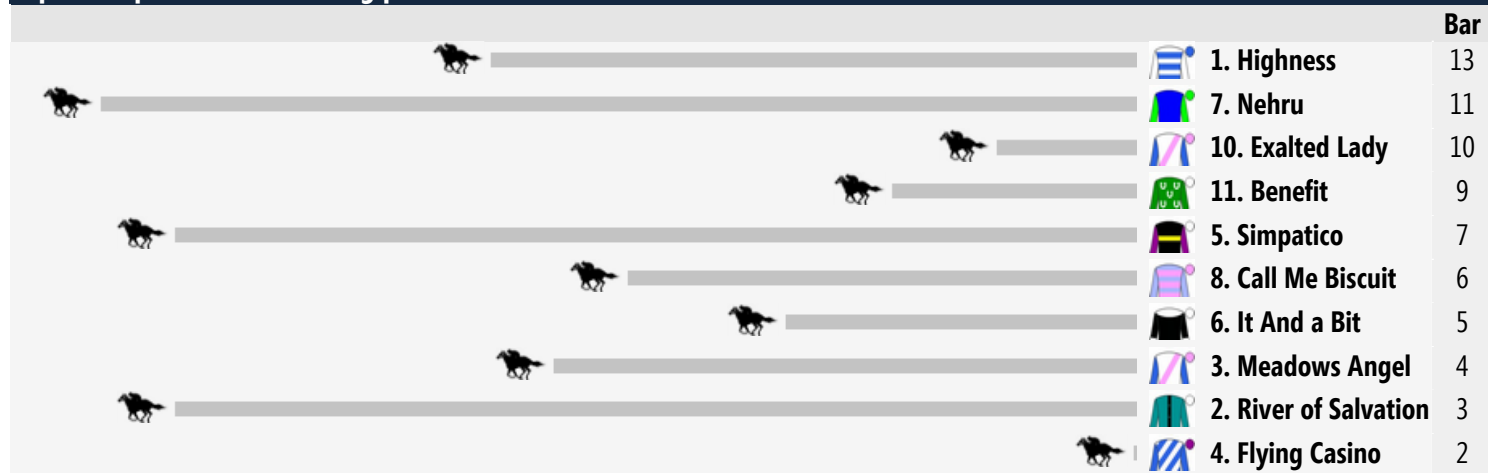 Bar
1. Highness 13
7. Nehru 11
10. Exalted Lady 10
11. Benefit 9
5. Simpatico 7
8. Call Me Biscuit 6
6. It And a Bit 5
3. Meadows Angel 4
2. River of Salvation 3
4. Flying Casino 2